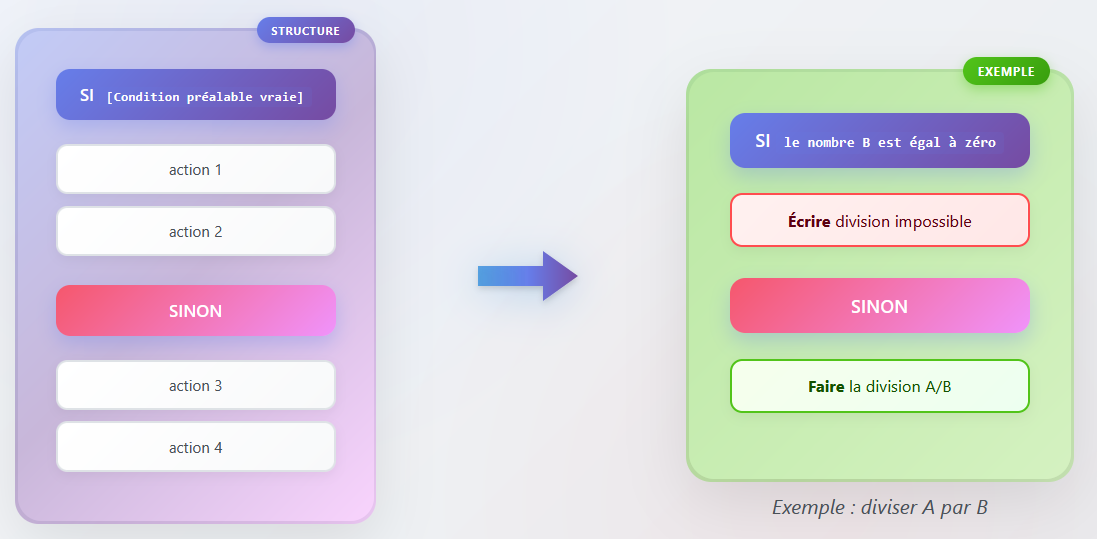 STRUCTURE
SI [Condition préalable vraie]
action 1
action 2
SINON
action 3
action 4
EXEMPLE
SI le nombre B est égal à zéro
Écrire division impossible
SINON
Faire la division A/B
Exemple : diviser A par B